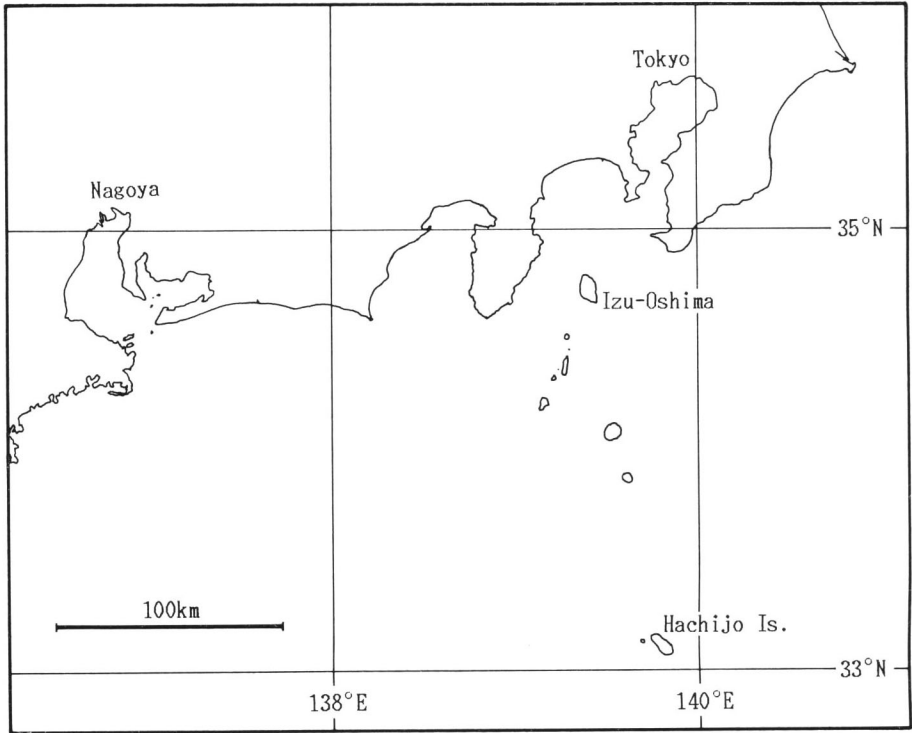 Tokyo
Nagoya
35°N
Izu-Oshima
100km
Hachijo Is.
33°N
138°E
140°E